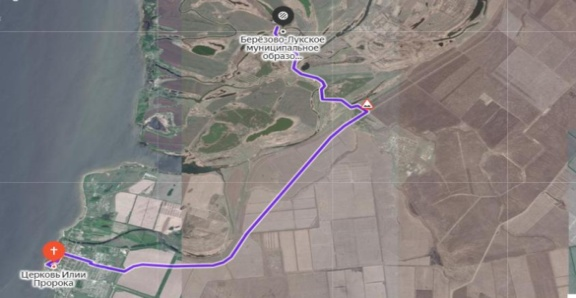 Берёзово-Лукское
муниципальное
образо...
Церковь Илии
Пророка